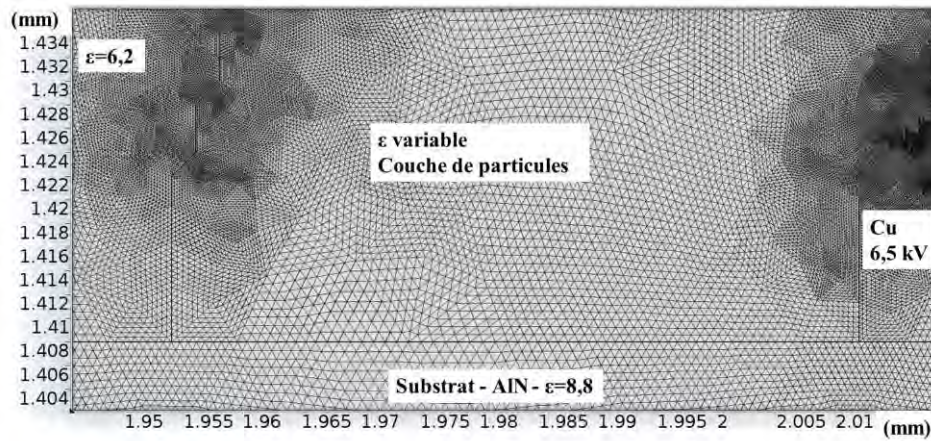 (mm)
1.434
1.432
1.43
1.428
1.426
1.424
1.422
1.42
1.418
1.416
1.414
1.412
1.41
1.408
1.406
1.404
ε=6,2
ε variable
Couche de particules
Cu
6,5 kV
Substrat - AlN - ε=8,8
1.95 1.955 1.96 1.965 1.97 1.975 1.98 1.985 1.99 1.995 2 2.005 2.01 (mm)